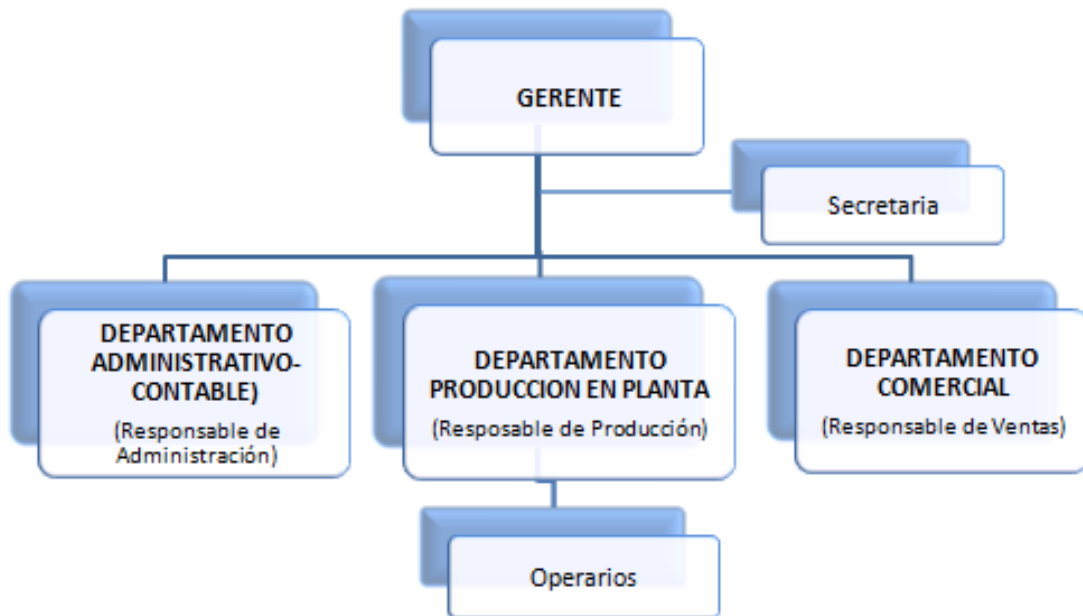 GERENTE
Secretaria
DEPARTAMENTO
ADMINISTRATIVO-
CONTABLE)
(Responsable de
Administración)
DEPARTAMENTO
PRODUCCION EN PLANTA
(Resposable de Producción)
DEPARTAMENTO
COMERCIAL
(Responsable de Ventas)
Operarios